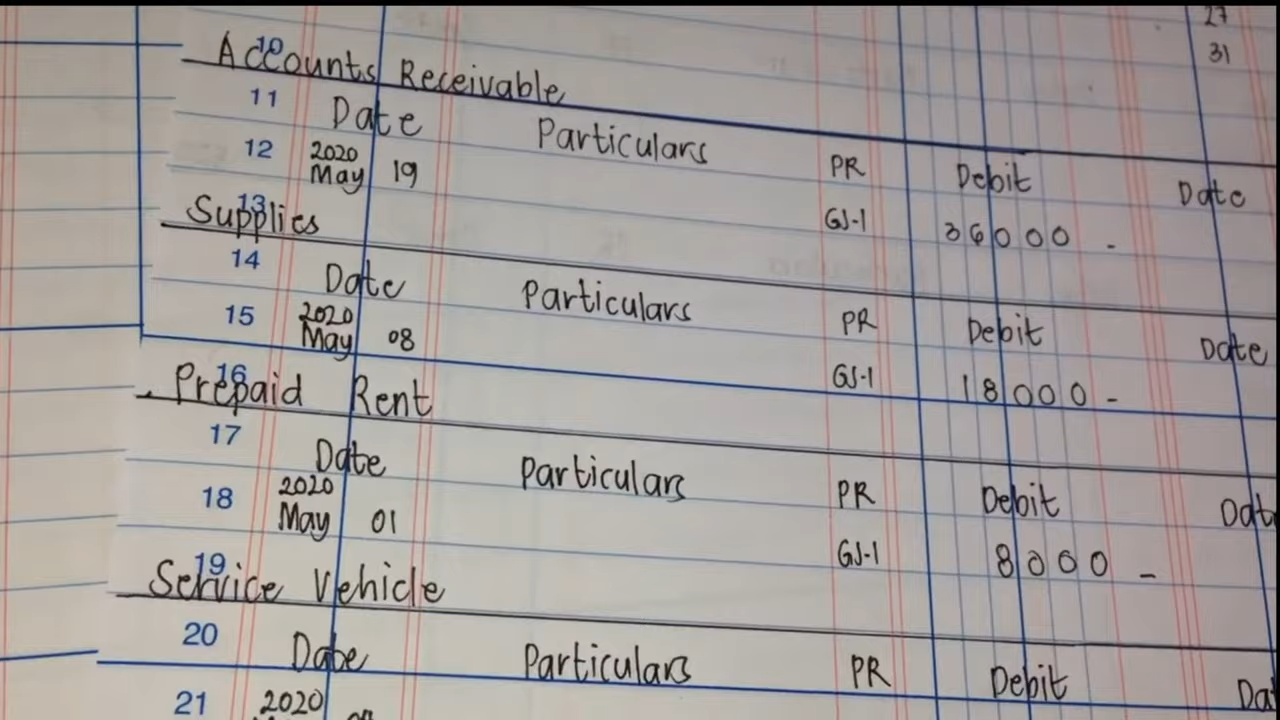 27
31
10
Accounts Receivable
11 Date Particulars PR Debit Date
12 2020
May 19 GJ-1 36000 -
13
Supplies
14 Date Particulars PR Debit Date
15 2020
May 08 GJ-1 18000 -
16
Prepaid Rent
17 Date Particulars PR Debit Dat
18 2020
May 01 GJ-1 8000 -
19
Service Vehicle
20 Date Particulars PR Debit Da
21 2020